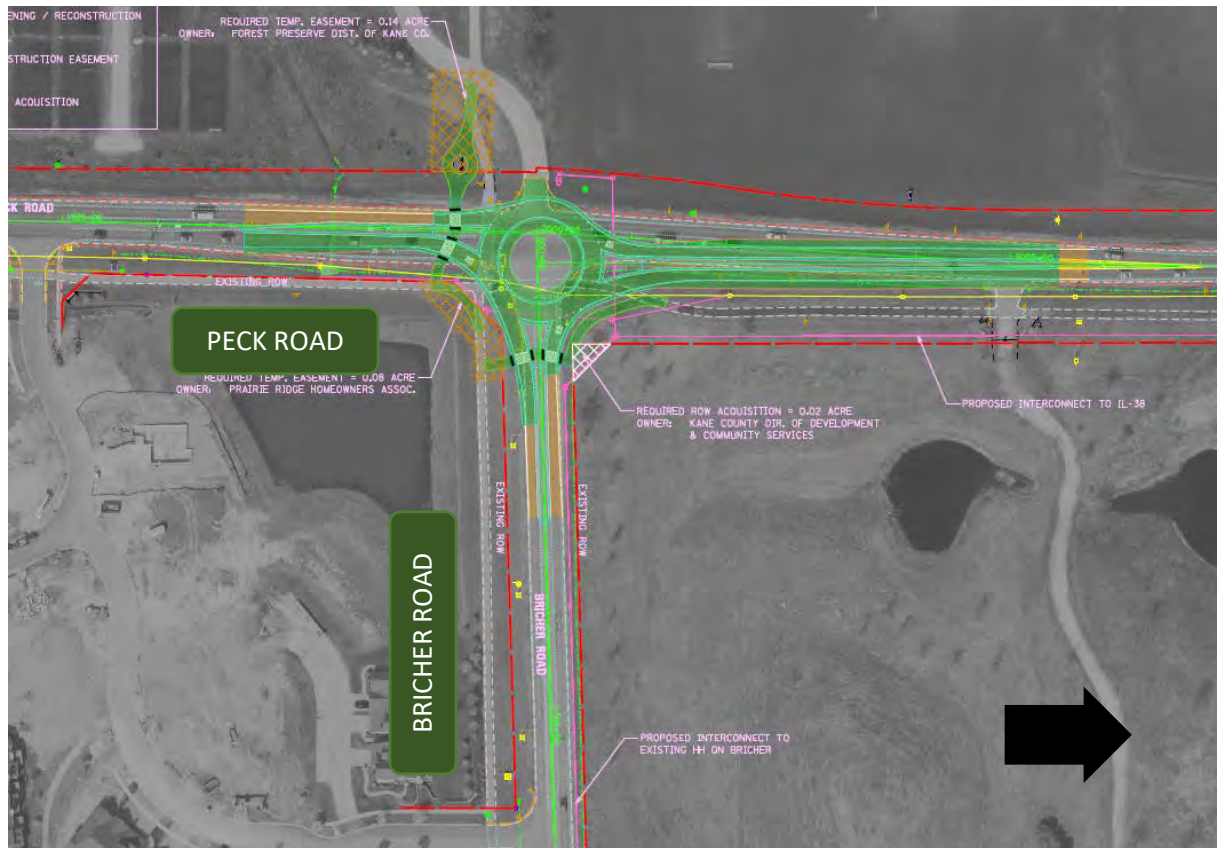 ENING / RECONSTRUCTION
STRUCTION EASEMENT
ACQUISITION
REQUIRED TEMP. EASEMENT = 0.14 ACRE
OWNER: FOREST PRESERVE DIST. OF KANE CO.
CK ROAD
EXISTING ROW
PECK ROAD
REQUIRED TEMP. EASEMENT = 0.08 ACRE
OWNER: PRAIRIE RIDGE HOMEOWNERS ASSOC.
REQUIRED ROW ACQUISITION = 0.02 ACRE
OWNER: KANE COUNTY DIR. OF DEVELOPMENT
& COMMUNITY SERVICES
PROPOSED INTERCONNECT TO IL-38
EXISTING ROW
EXISTING ROW
BRICHER ROAD
BRICHER ROAD
PROPOSED INTERCONNECT TO
EXISTING HH ON BRICHER